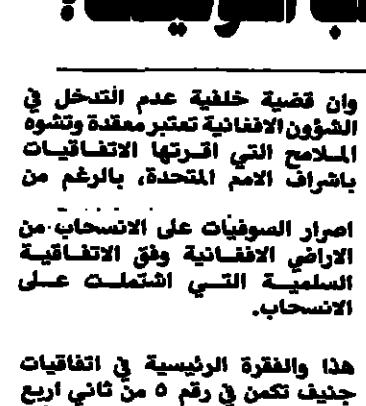 وان قضية خلفية عدم التدخل في
الشؤون الافغانية تعتبر معقدة وتشوه
الملامح التي اقرتها الاتفاقيات
باشراف الامم المتحدة، بالرغم من
اصرار السوفيات على الانسحاب من
الاراضي الافغانية وفق الاتفاقية
السلمية التي اشتملت على
الانسحاب.
هذا والفقرة الرئيسية في اتفاقيات
جنيف تكمن في رقم ٥ من ثاني اربع